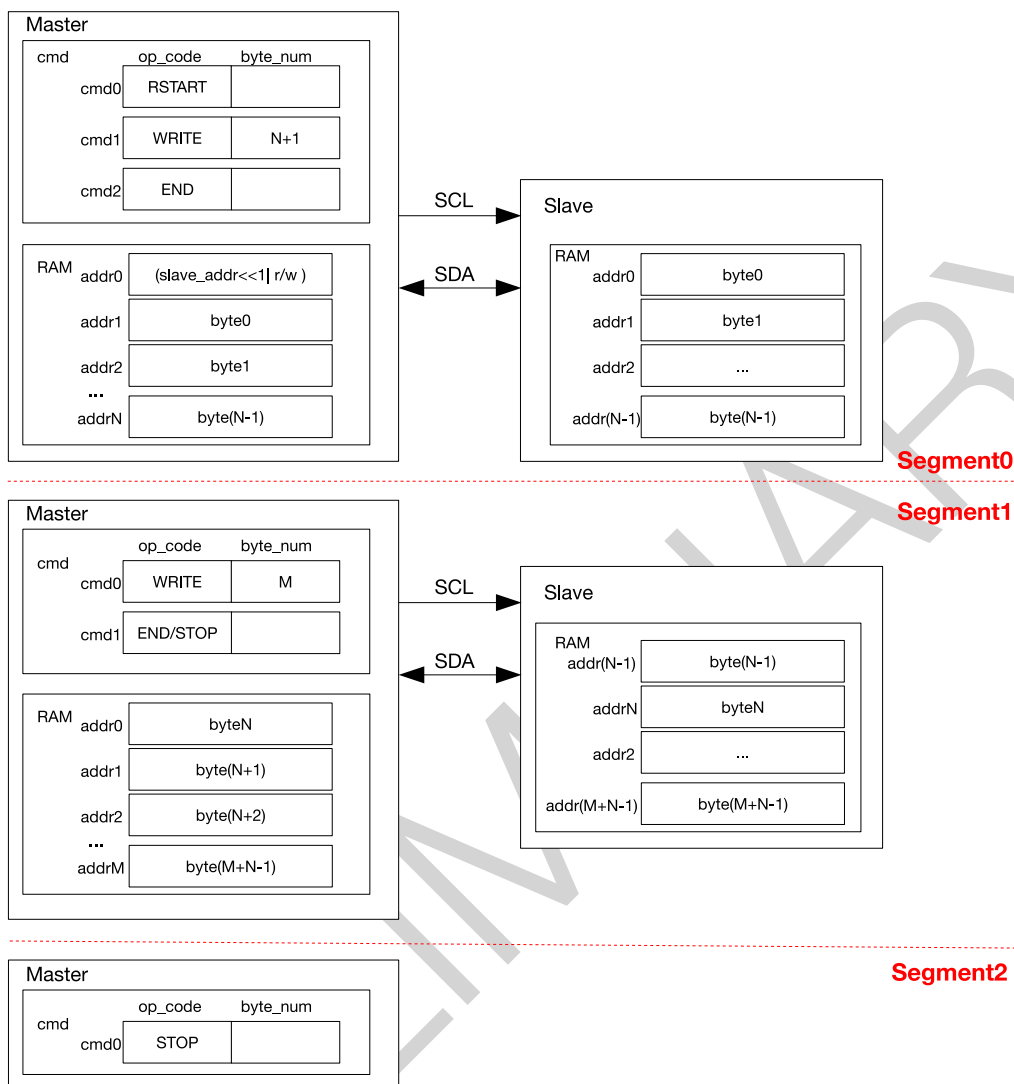 Master
cmd op_code byte_num
cmd0 RSTART
cmd1 WRITE N+1
cmd2 END
RAM addr0 (slave_addr<<1| r/w )
addr1 byte0
addr2 byte1
...
addrN byte(N-1)
SCL
SDA
Slave
RAM
addr0 byte0
addr1 byte1
addr2 ...
addr(N-1) byte(N-1)
Segment0
Segment1
Master
op_code byte_num
cmd
cmd0 WRITE M
cmd1 END/STOP
RAM addr0 byteN
addr1 byte(N+1)
addr2 byte(N+2)
...
addrM byte(M+N-1)
SCL
SDA
Slave
RAM
addr(N-1) byte(N-1)
addrN byteN
addr2 ...
addr(M+N-1) byte(M+N-1)
Segment2
Master
op_code byte_num
cmd
cmd0 STOP